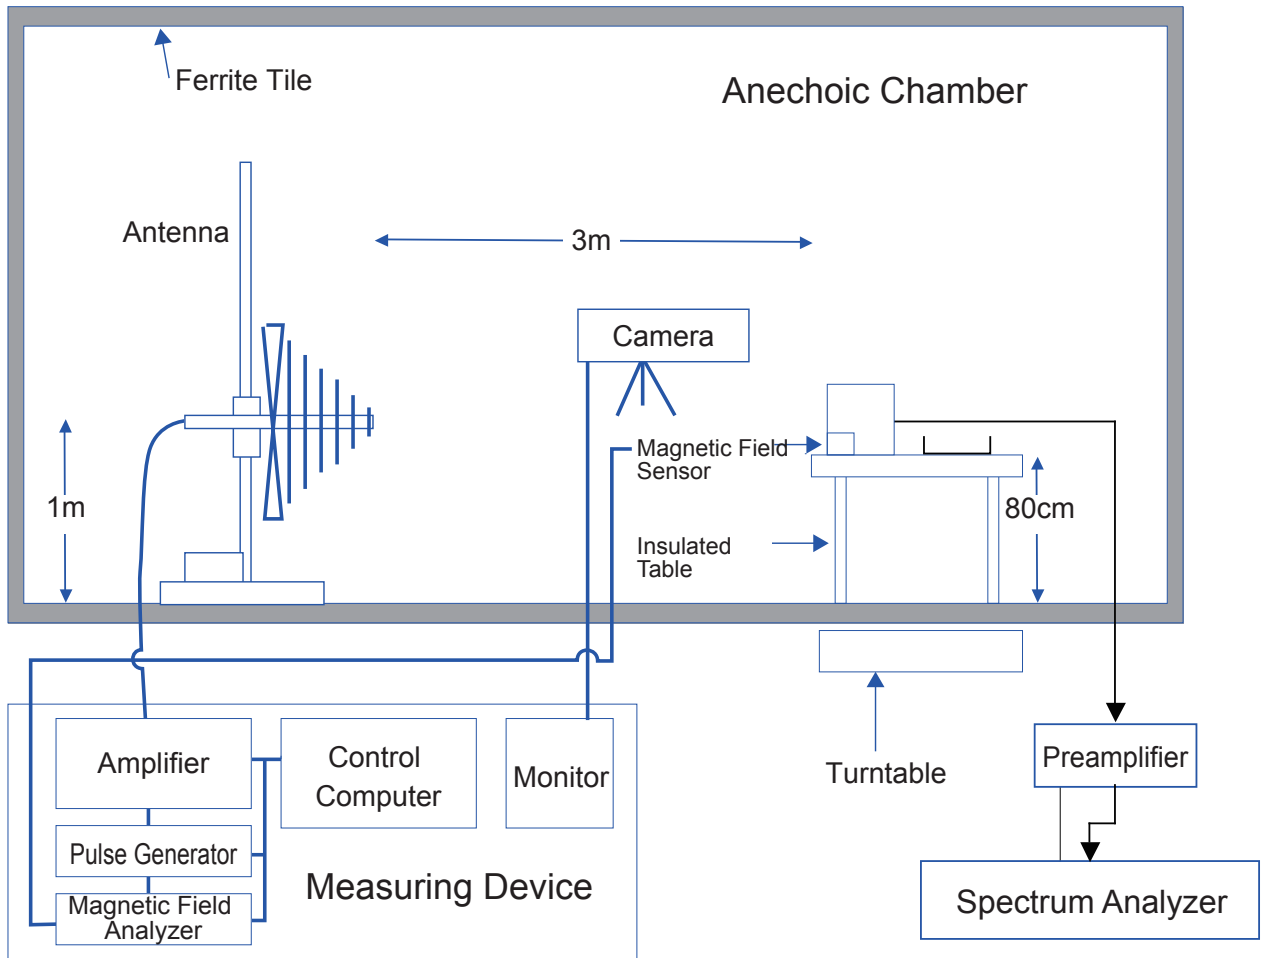 Ferrite Tile
Anechoic Chamber
Antenna
3m
Camera
Magnetic Field
Sensor
1m
80cm
Insulated
Table
Amplifier
Control
Computer
Monitor
Turntable
Preamplifier
Pulse Generator
Measuring Device
Magnetic Field
Analyzer
Spectrum Analyzer